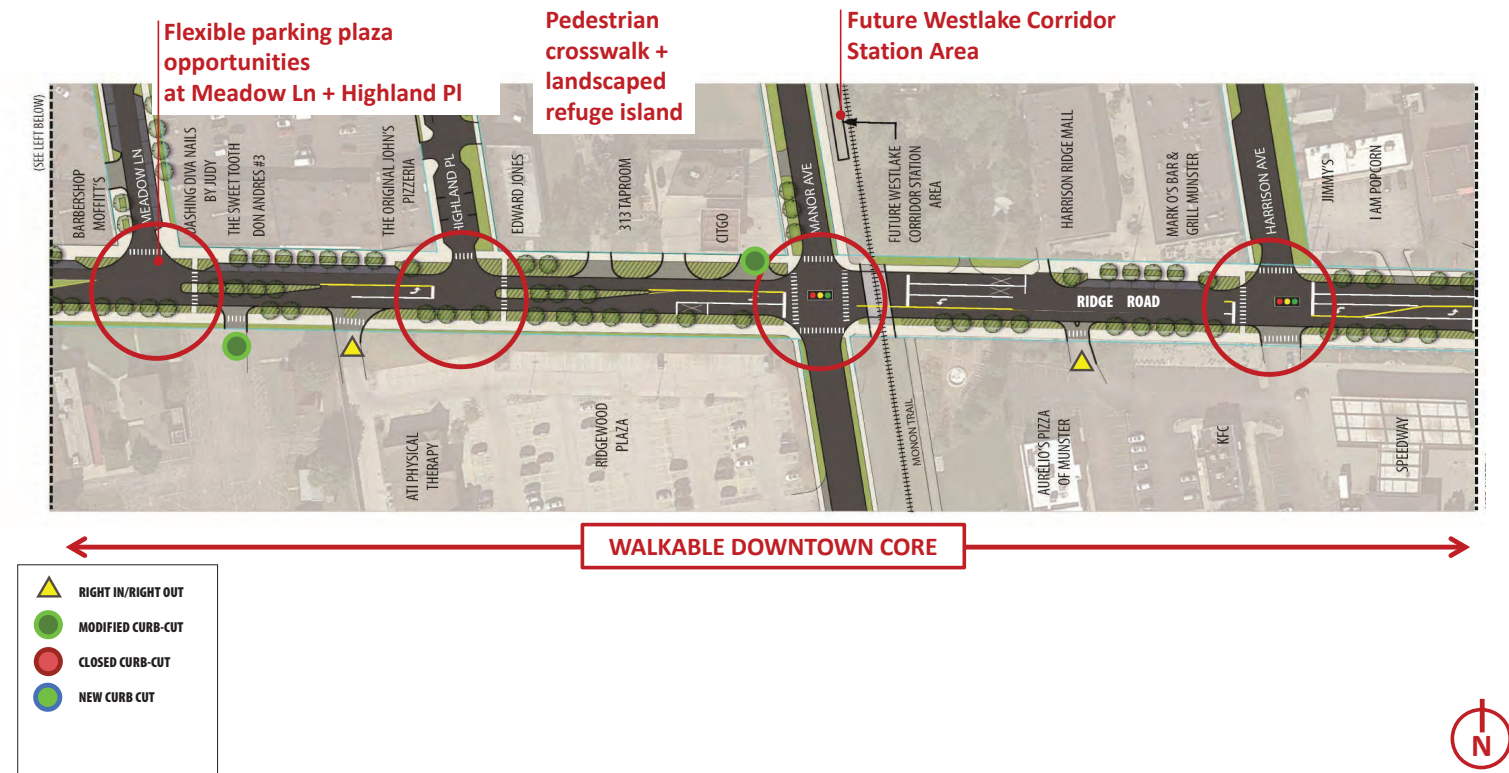 Flexible parking plaza
opportunities
at Meadow Ln + Highland Pl
Pedestrian
crosswalk +
landscaped
refuge island
Future Westlake Corridor
Station Area
(SEE LEFT BELOW)
BARBERSHOP
MOFFITT'S
MEADOW LN
DASHING DIVA NAILS
BY JUDY
THE SWEET TOOTH
DON ANDRES #3
THE ORIGINAL JOHN'S
PIZZERIA
HIGHLAND PL
EDWARD JONES
313 TAPROOM
CITGO
MANOR AVE
FUTURE WESTLAKE
CORRIDOR STATION
AREA
HARRISON RIDGE MALL
MARK O'S BAR &
GRILL MUNSTER
HARRISON AVE
JIMMY'S
I AM POPCORN
RIDGE ROAD
ATI PHYSICAL
THERAPY
RIDGEWOOD
PLAZA
MONON TRAIL
AURELIO'S PIZZA
OF MUNSTER
KFC
SPEEDWAY
WALKABLE DOWNTOWN CORE
RIGHT IN/RIGHT OUT
MODIFIED CURB-CUT
CLOSED CURB-CUT
NEW CURB CUT
N